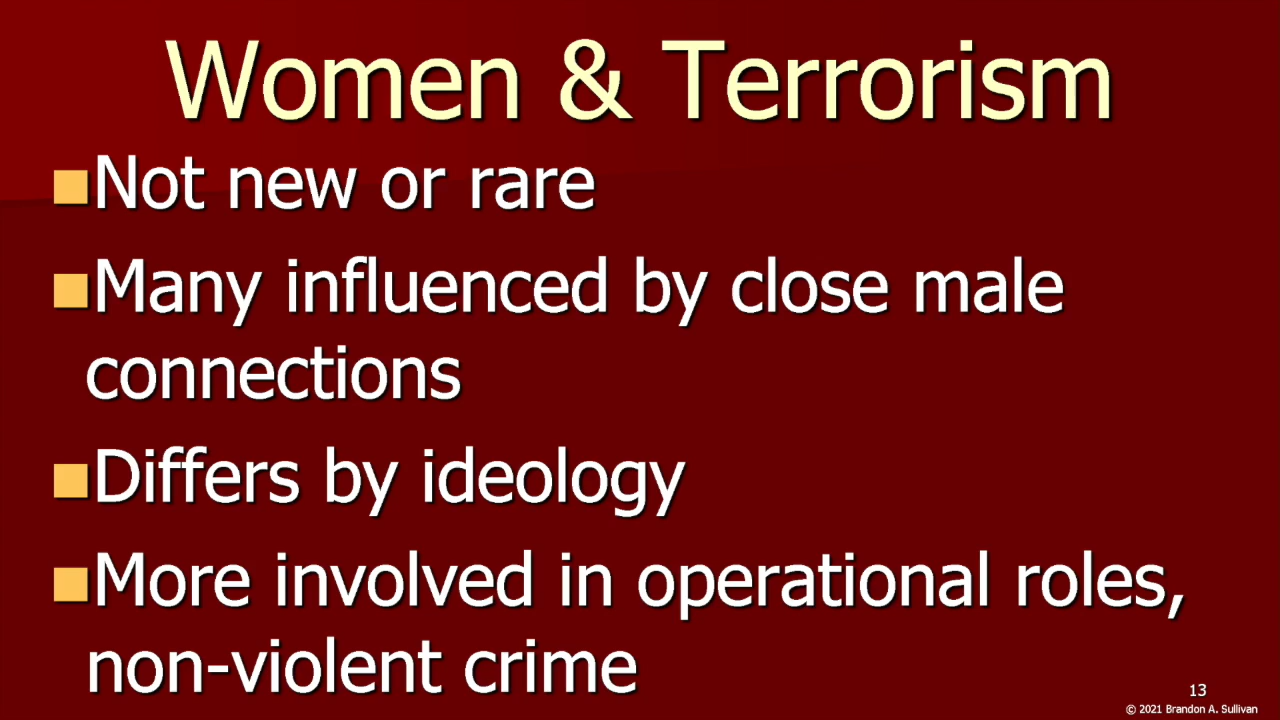 Women & Terrorism
Not new or rare
Many influenced by close male
connections
Differs by ideology
More involved in operational roles,
non-violent crime
13
© 2021 Brandon A. Sullivan